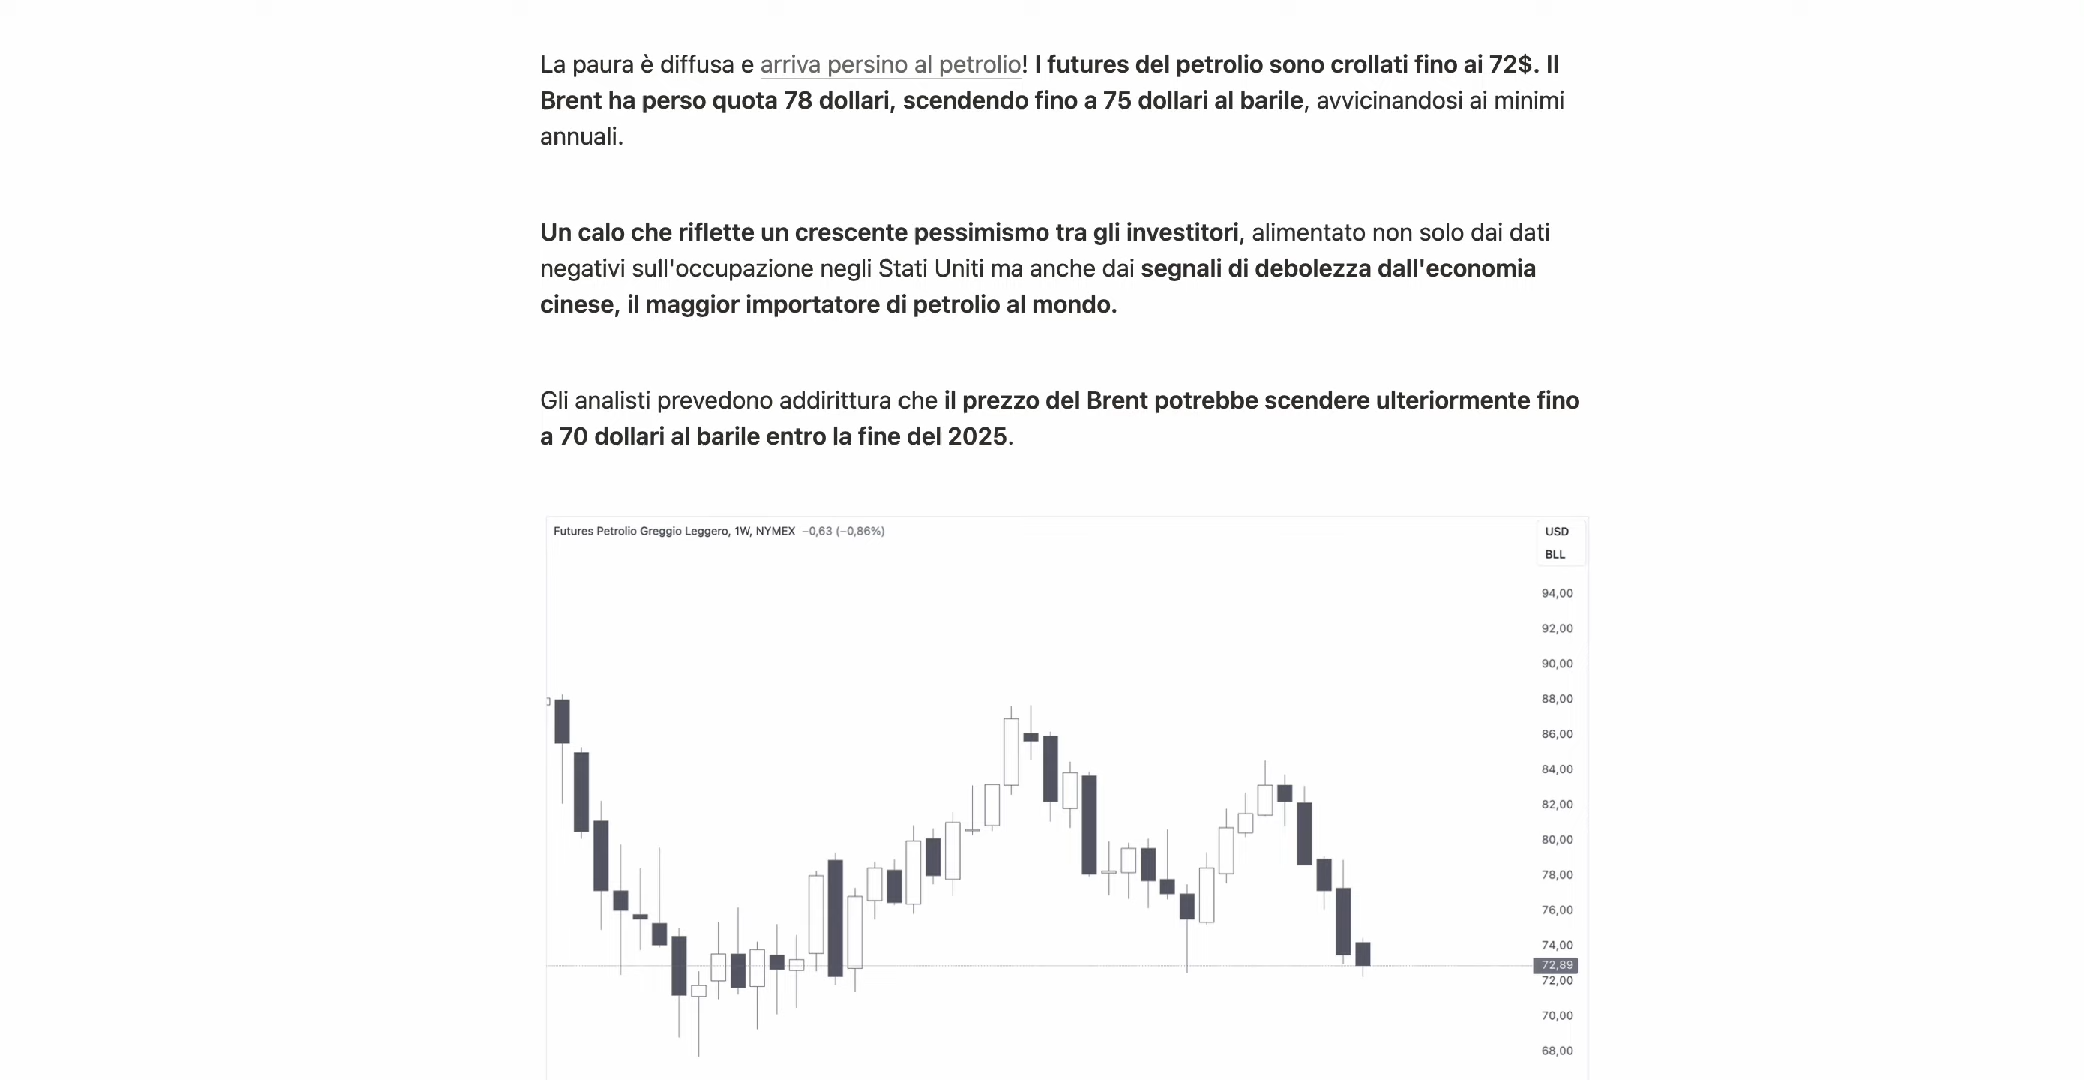 La paura è diffusa e arriva persino al petrolio! I futures del petrolio sono crollati fino ai 72$. Il
Brent ha perso quota 78 dollari, scendendo fino a 75 dollari al barile, avvicinandosi ai minimi
annuali.
Un calo che riflette un crescente pessimismo tra gli investitori, alimentato non solo dai dati
negativi sull'occupazione negli Stati Uniti ma anche dai segnali di debolezza dall'economia
cinese, il maggior importatore di petrolio al mondo.
Gli analisti prevedono addirittura che il prezzo del Brent potrebbe scendere ulteriormente fino
a 70 dollari al barile entro la fine del 2025.
Futures Petrolio Greggio Leggero, 1W, NYMEX −0,63 (−0,86%)
USD
BLL
94,00
92,00
90,00
88,00
86,00
84,00
82,00
80,00
78,00
76,00
74,00
72,89
72,00
70,00
68,00